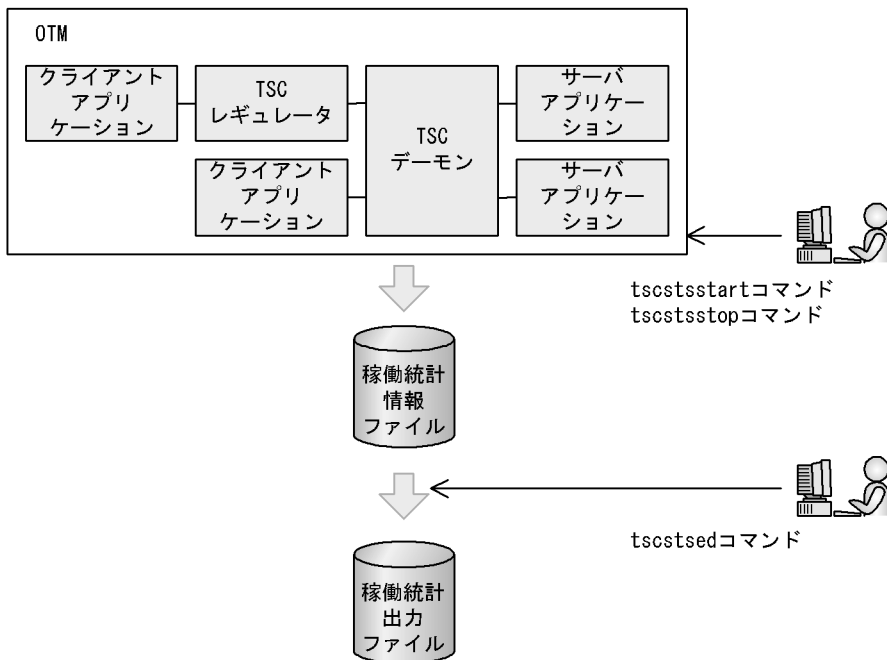 OTM
クライアント
アプリ
ケーション
TSC
レギュレータ
TSC
デーモン
サーバ
アプリケー
ション
クライアント
アプリ
ケーション
サーバ
アプリケー
ション
tscstsstartコマンド
tscstsstopコマンド
稼働統計
情報
ファイル
tscstsedコマンド
稼働統計
出力
ファイル